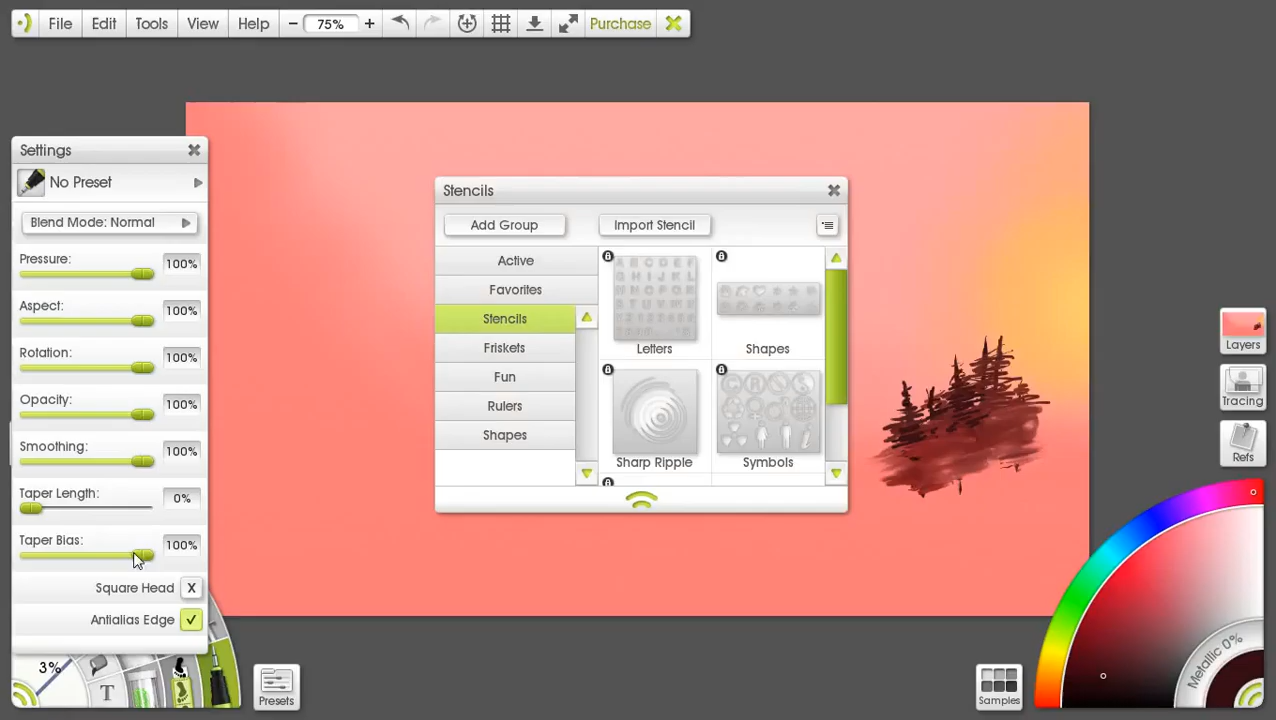 File Edit Tools View Help − 75% + Purchase
Settings
No Preset
Blend Mode: Normal
Pressure: 100%
Aspect: 100%
Rotation: 100%
Opacity: 100%
Smoothing: 100%
Taper Length: 0%
Taper Bias: 100%
Square Head X
Antialias Edge
3%
T
Presets
Stencils
Add Group Import Stencil
Active
Favorites
Stencils
Friskets
Fun
Rulers
Shapes
Letters Shapes
Sharp Ripple Symbols
Layers
Tracing
Refs
Samples
Metallic 0%